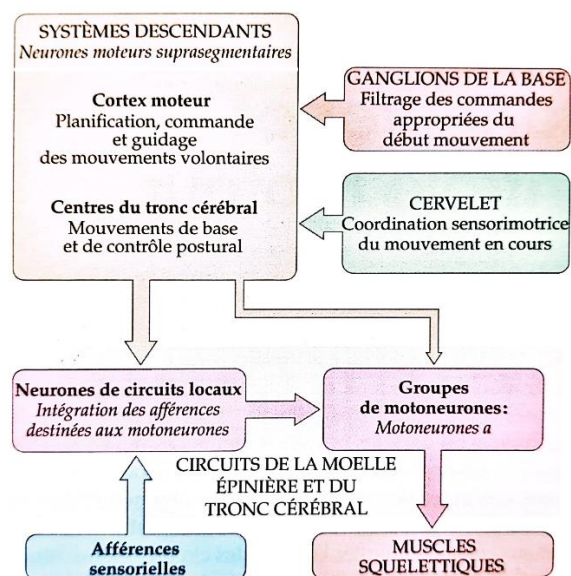 SYSTÈMES DESCENDANTS
Neurones moteurs suprasegmentaires
Cortex moteur
Planification, commande
et guidage
des mouvements volontaires
Centres du tronc cérébral
Mouvements de base
et de contrôle postural
GANGLIONS DE LA BASE
Filtrage des commandes
appropriées du
début mouvement
CERVELET
Coordination sensorimotrice
du mouvement en cours
Neurones de circuits locaux
Intégration des afférences
destinées aux motoneurones
Groupes
de motoneurones:
Motoneurones a
CIRCUITS DE LA MOELLE
ÉPINIÈRE ET DU
TRONC CÉRÉBRAL
Afférences
sensorielles
MUSCLES
SQUELETTIQUES